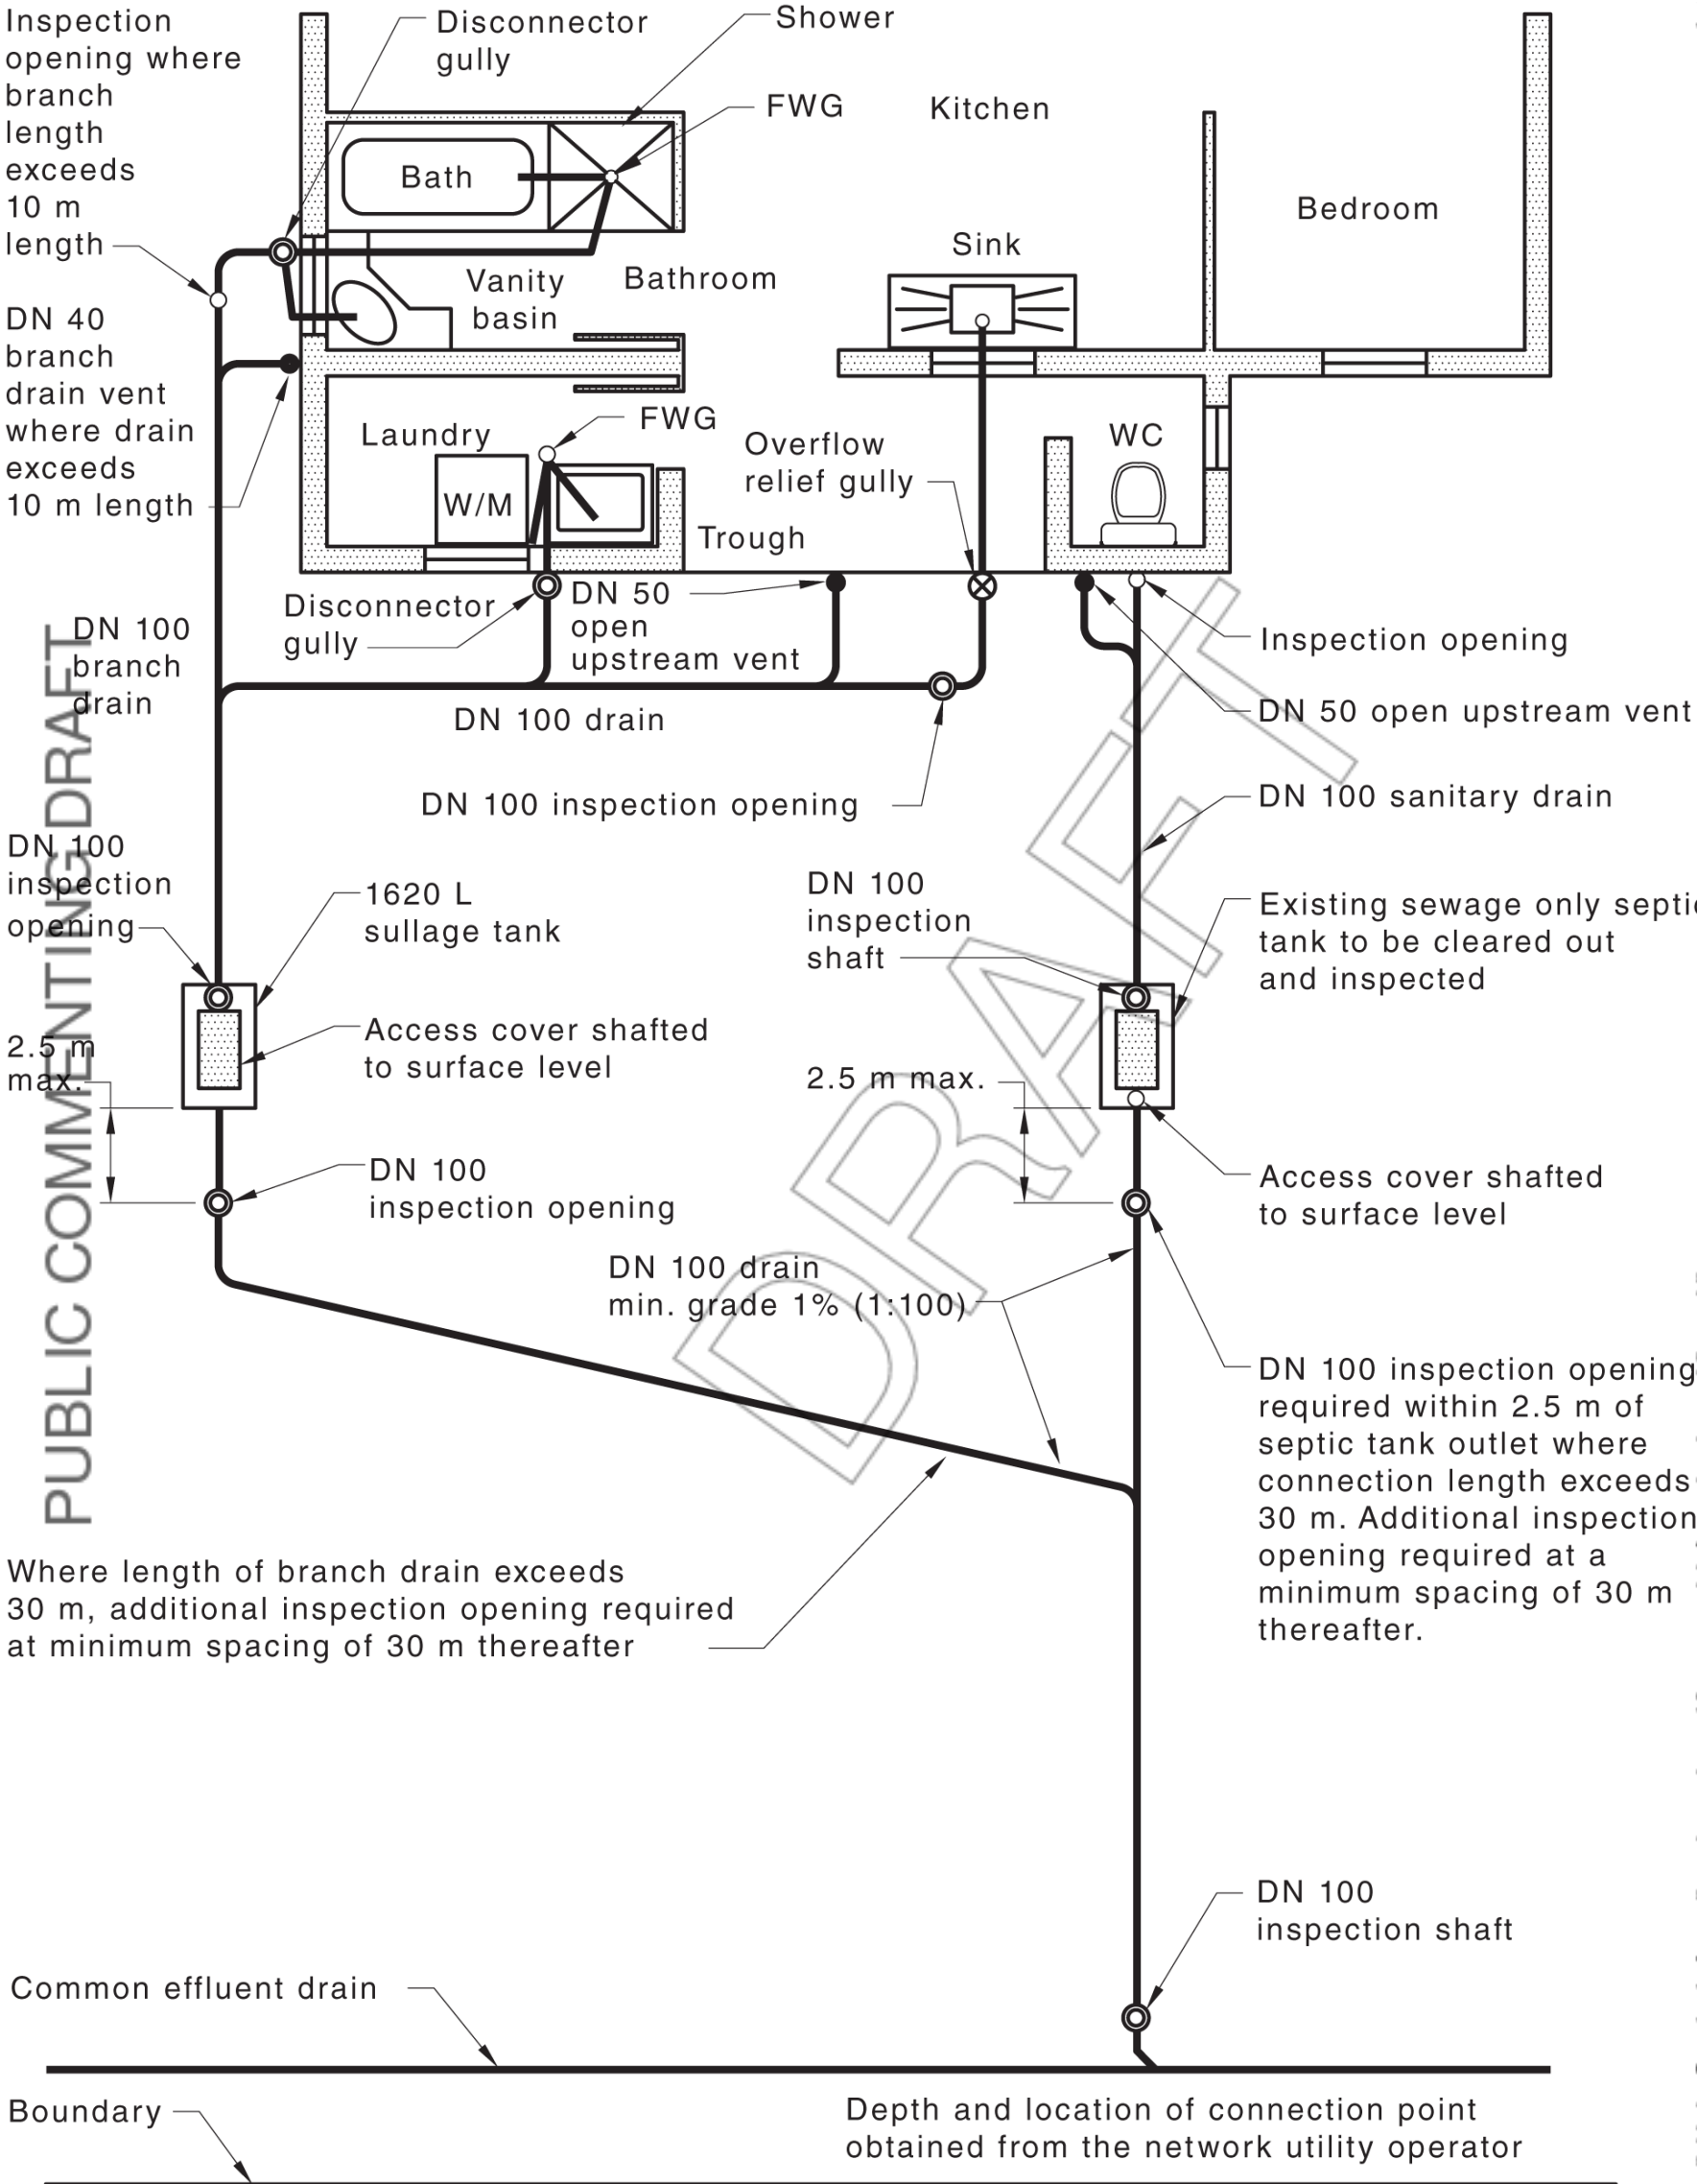 Inspection
opening where
branch
length
exceeds
10 m
length
Disconnector
gully
Shower
FWG
Kitchen
Bath
Bedroom
Sink
Vanity
basin
Bathroom
DN 40
branch
drain vent
where drain
exceeds
10 m length
Laundry
FWG
W/M
Trough
Overflow
relief gully
WC
Disconnector
gully
DN 50
open
upstream vent
DN 100
branch
drain
DN 100 drain
Inspection opening
DN 50 open upstream vent
DN 100 inspection opening
DN 100 sanitary drain
DN 100
inspection
opening
1620 L
sullage tank
DN 100
inspection
shaft
Existing sewage only septic
tank to be cleared out
and inspected
Access cover shafted
to surface level
2.5 m
max.
2.5 m max.
DN 100
inspection opening
Access cover shafted
to surface level
DN 100 drain
min. grade 1% (1:100)
DN 100 inspection opening
required within 2.5 m of
septic tank outlet where
connection length exceeds
30 m. Additional inspection
opening required at a
minimum spacing of 30 m
thereafter.
Where length of branch drain exceeds
30 m, additional inspection opening required
at minimum spacing of 30 m thereafter
DN 100
inspection shaft
Common effluent drain
Boundary
Depth and location of connection point
obtained from the network utility operator
PUBLIC COMMENTING DRAFT
DRAFT